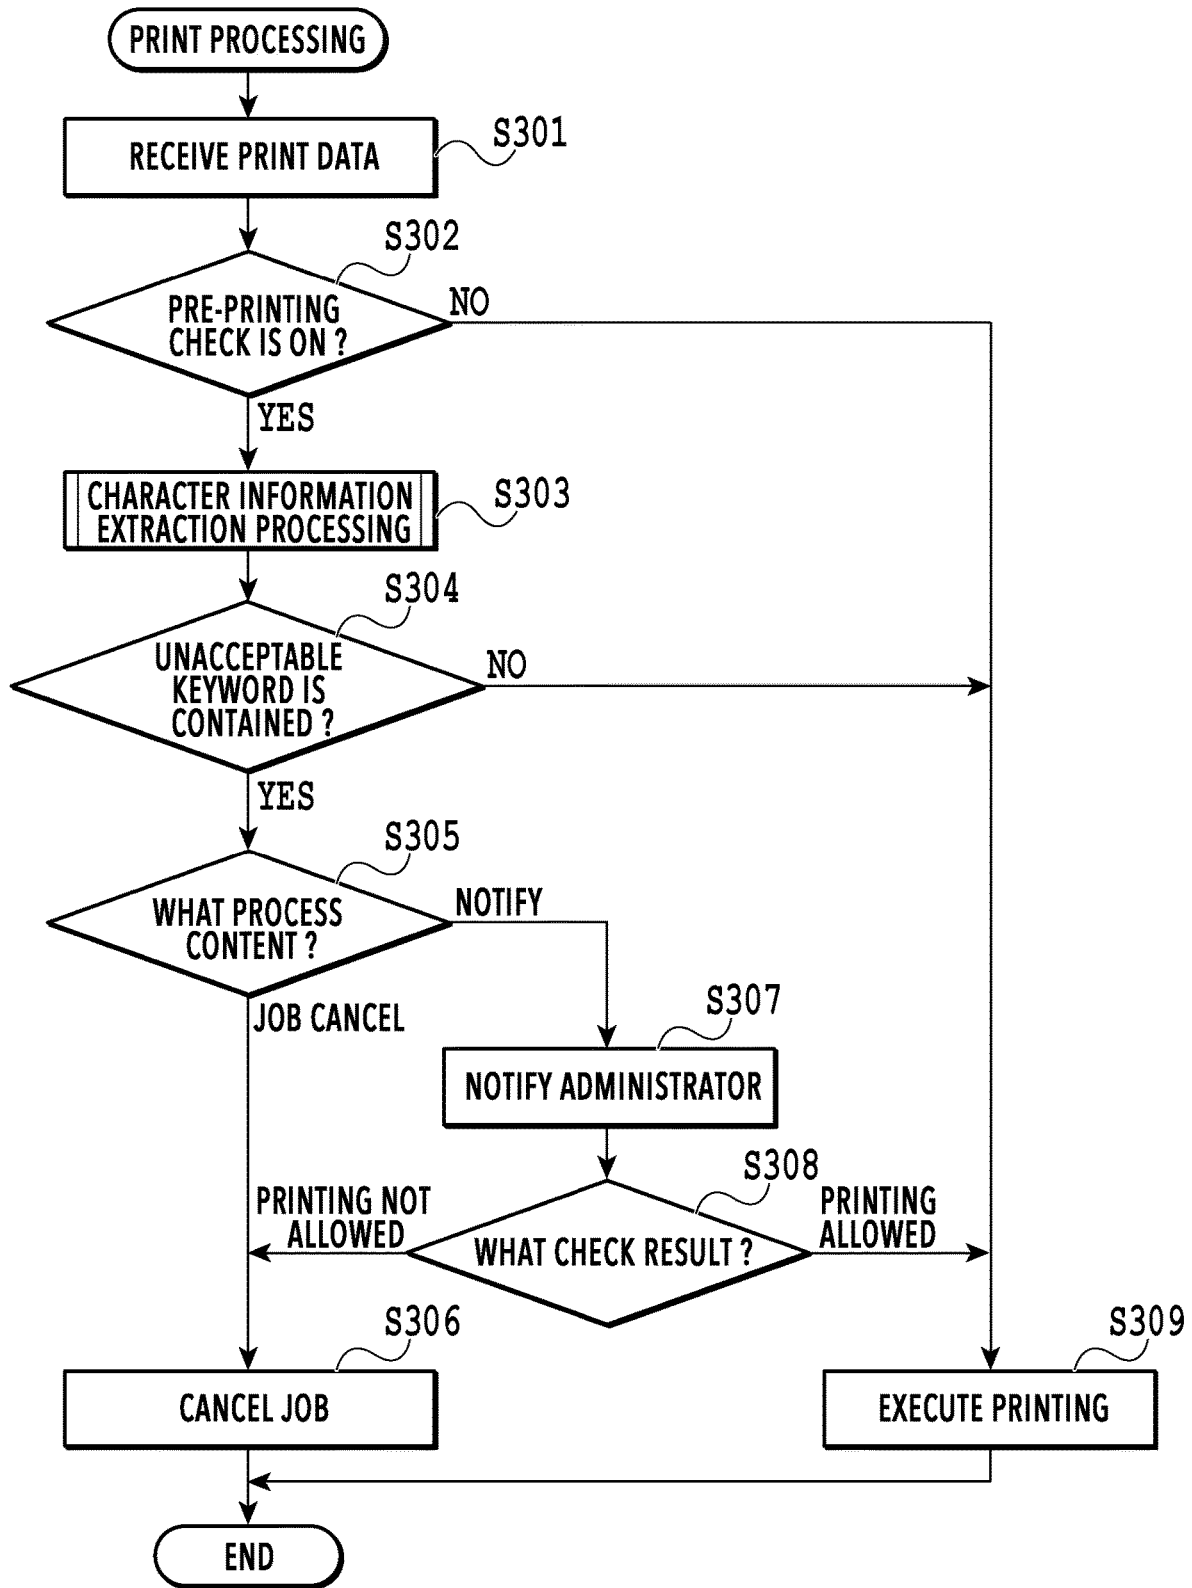 PRINT PROCESSING
S301
RECEIVE PRINT DATA
S302
PRE-PRINTING
CHECK IS ON ?
NO
YES
S303
CHARACTER INFORMATION
EXTRACTION PROCESSING
S304
UNACCEPTABLE
KEYWORD IS
CONTAINED ?
NO
YES
S305
WHAT PROCESS
CONTENT ?
NOTIFY
JOB CANCEL
S307
NOTIFY ADMINISTRATOR
S308
WHAT CHECK RESULT ?
PRINTING NOT
ALLOWED
PRINTING
ALLOWED
S306
CANCEL JOB
S309
EXECUTE PRINTING
END